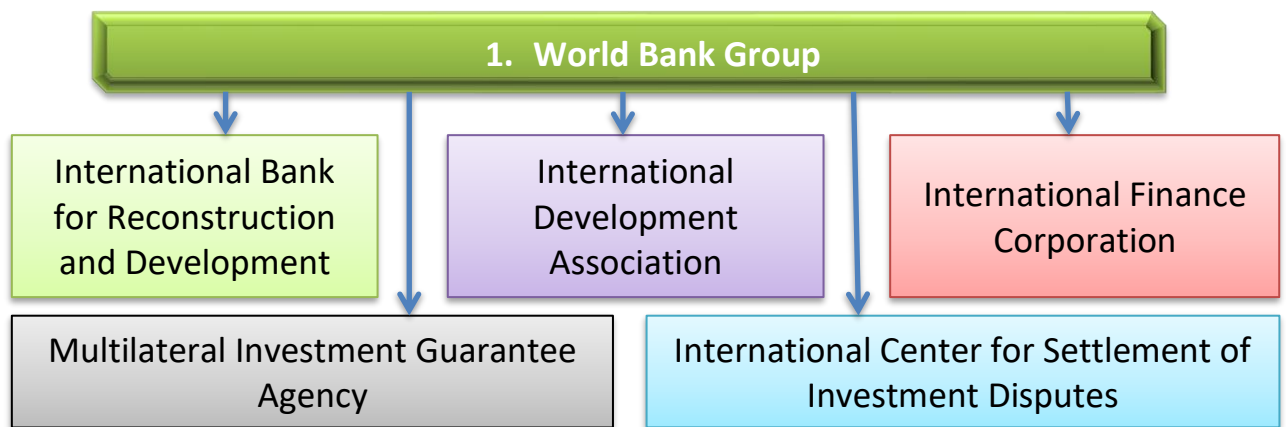 1. World Bank Group
International Bank
for Reconstruction
and Development
International
Development
Association
International Finance
Corporation
Multilateral Investment Guarantee
Agency
International Center for Settlement of
Investment Disputes